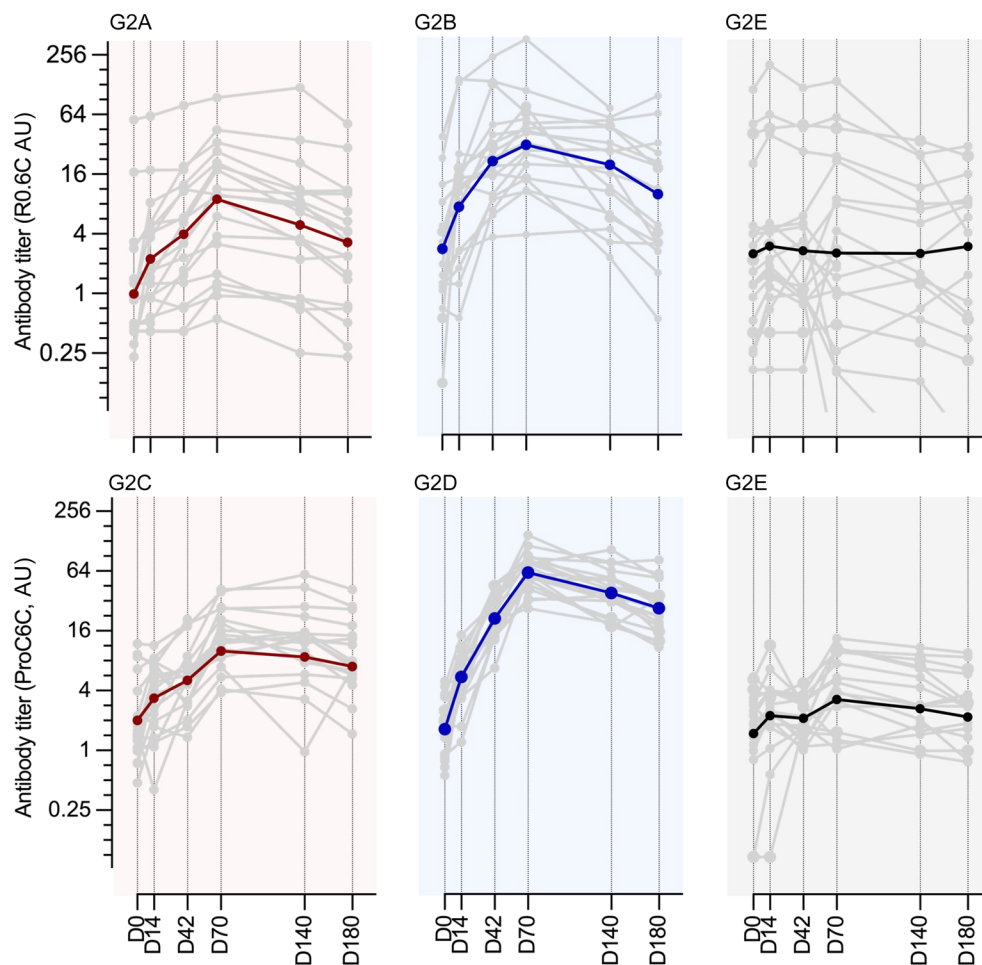 G2A
G2B
G2E
Antibody titer (R0.6C AU)
256
64
16
4
1
0.25
G2C
G2D
G2E
Antibody titer (ProC6C, AU)
256
64
16
4
1
0.25
D0
D14
D42
D70
D140
D180
D0
D14
D42
D70
D140
D180
D0
D14
D42
D70
D140
D180